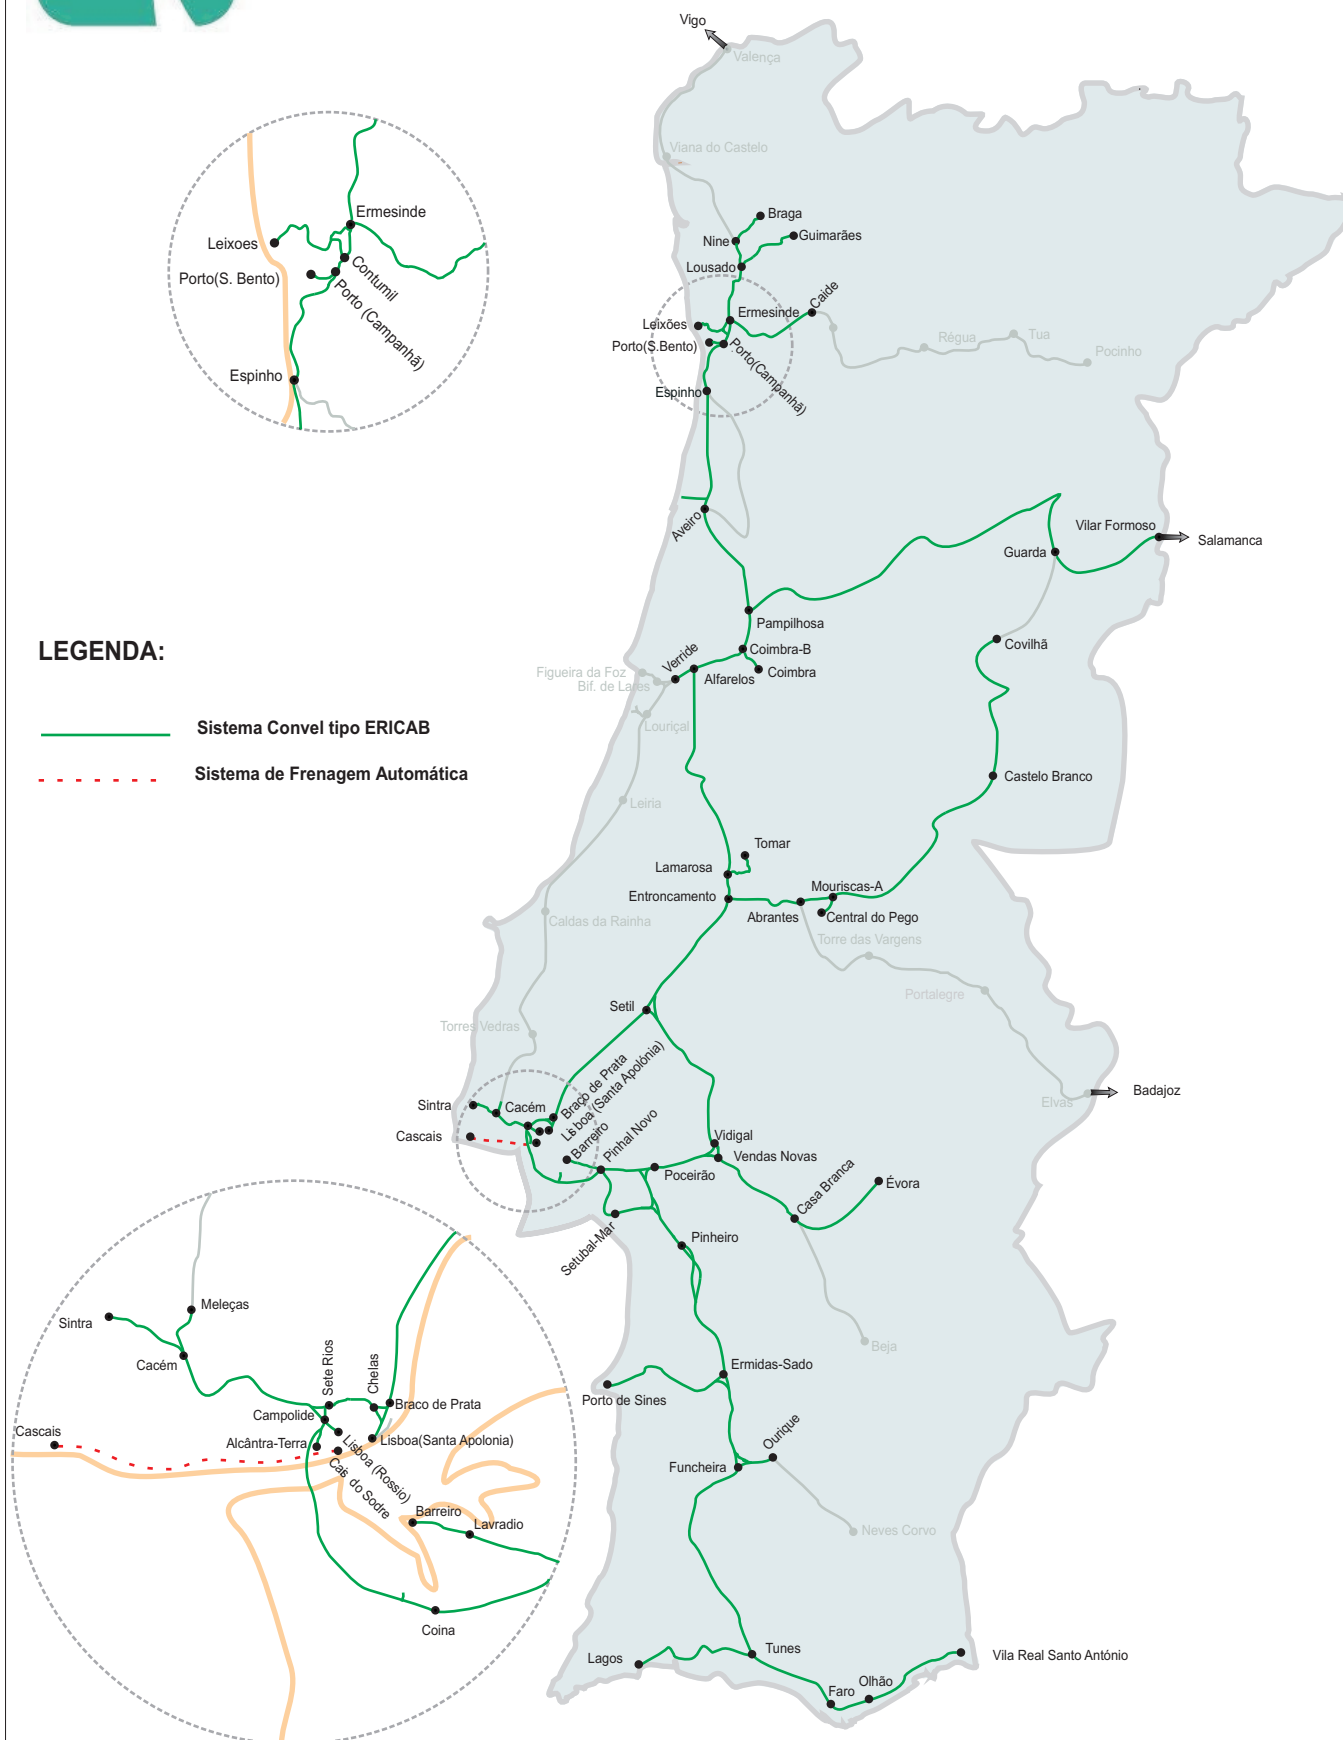 Vigo
Valença
Viana do Castelo
Braga
Nine
Guimarães
Lousado
Caide
Ermesinde
Leixões
Porto(S.Bento)
Porto(Campanhã)
Régua
Tua
Pocinho
Espinho
Ermesinde
Leixoes
Contumil
Porto(S. Bento)
Porto (Campanhã)
Espinho
Aveiro
Vilar Formoso
Salamanca
Guarda
Pampilhosa
Coimbra-B
Covilhã
Verride
Alfarelos
Coimbra
Figueira da Foz
Bif. de Lares
Louriçal
LEGENDA:
Sistema Convel tipo ERICAB
Sistema de Frenagem Automática
Castelo Branco
Leiria
Tomar
Lamarosa
Entroncamento
Mouriscas-A
Abrantes
Central do Pego
Caldas da Rainha
Torre das Vargens
Portalegre
Setil
Torres Vedras
Elvas
Badajoz
Sintra
Cacém
Braço de Prata
Lisboa (Santa Apolónia)
Cascais
Barreiro
Pinhal Novo
Vidigal
Vendas Novas
Poceirão
Casa Branca
Évora
Setubal-Mar
Pinheiro
Beja
Ermidas-Sado
Porto de Sines
Ourique
Funcheira
Neves Corvo
Meleças
Sintra
Cacém
Sete Rios
Chelas
Campolide
Braco de Prata
Cascais
Alcântra-Terra
Lisboa(Santa Apolonia)
Lisboa (Rossio)
Cais do Sodre
Barreiro
Lavradio
Coina
Lagos
Tunes
Vila Real Santo António
Faro
Olhão